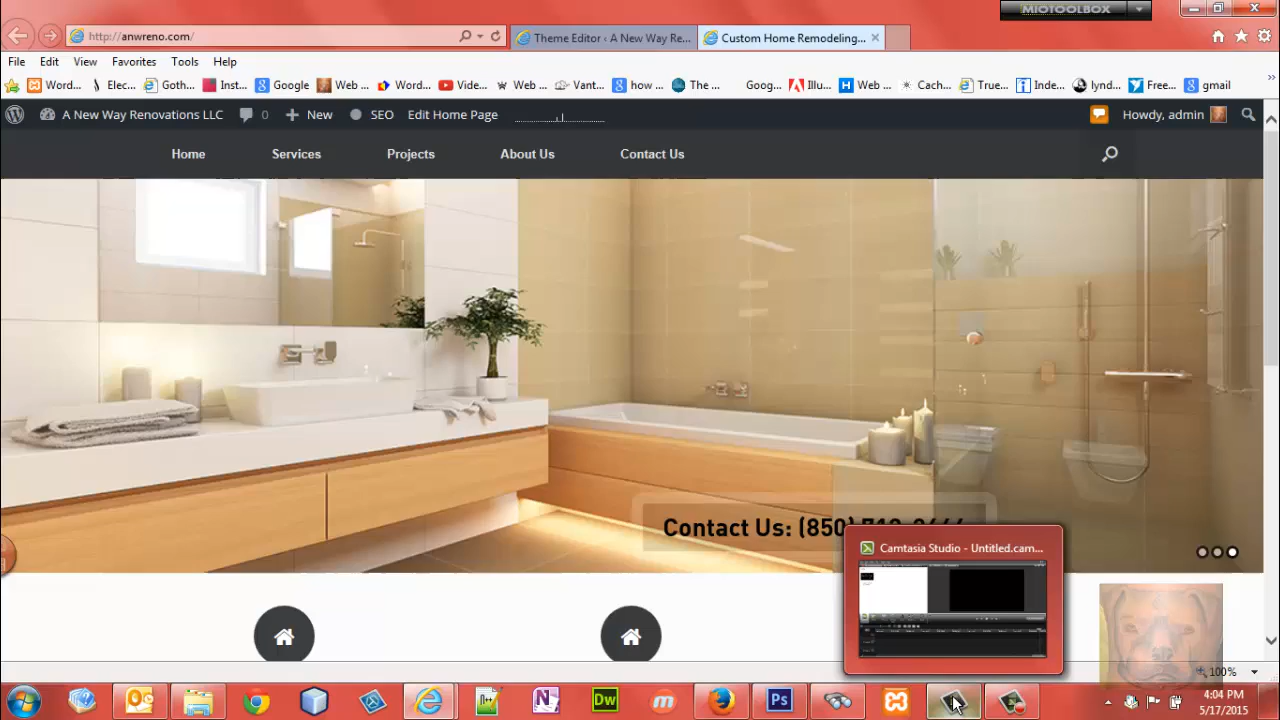 MIOTOOLBOX
http://anwreno.com/
Theme Editor ‹ A New Way Re...
Custom Home Remodeling...
File Edit View Favorites Tools Help
Word... Elec... Goth... Inst... Google Web ... Word... Vide... Web ... Vant... how ... The ... Goog... Illu... Web ... Cach... True... Inde... lynd... Free... gmail
A New Way Renovations LLC 0 New SEO Edit Home Page Howdy, admin
Home Services Projects About Us Contact Us
Contact Us: (850)
Camtasia Studio - Untitled.cam...
100%
4:04 PM
5/17/2015